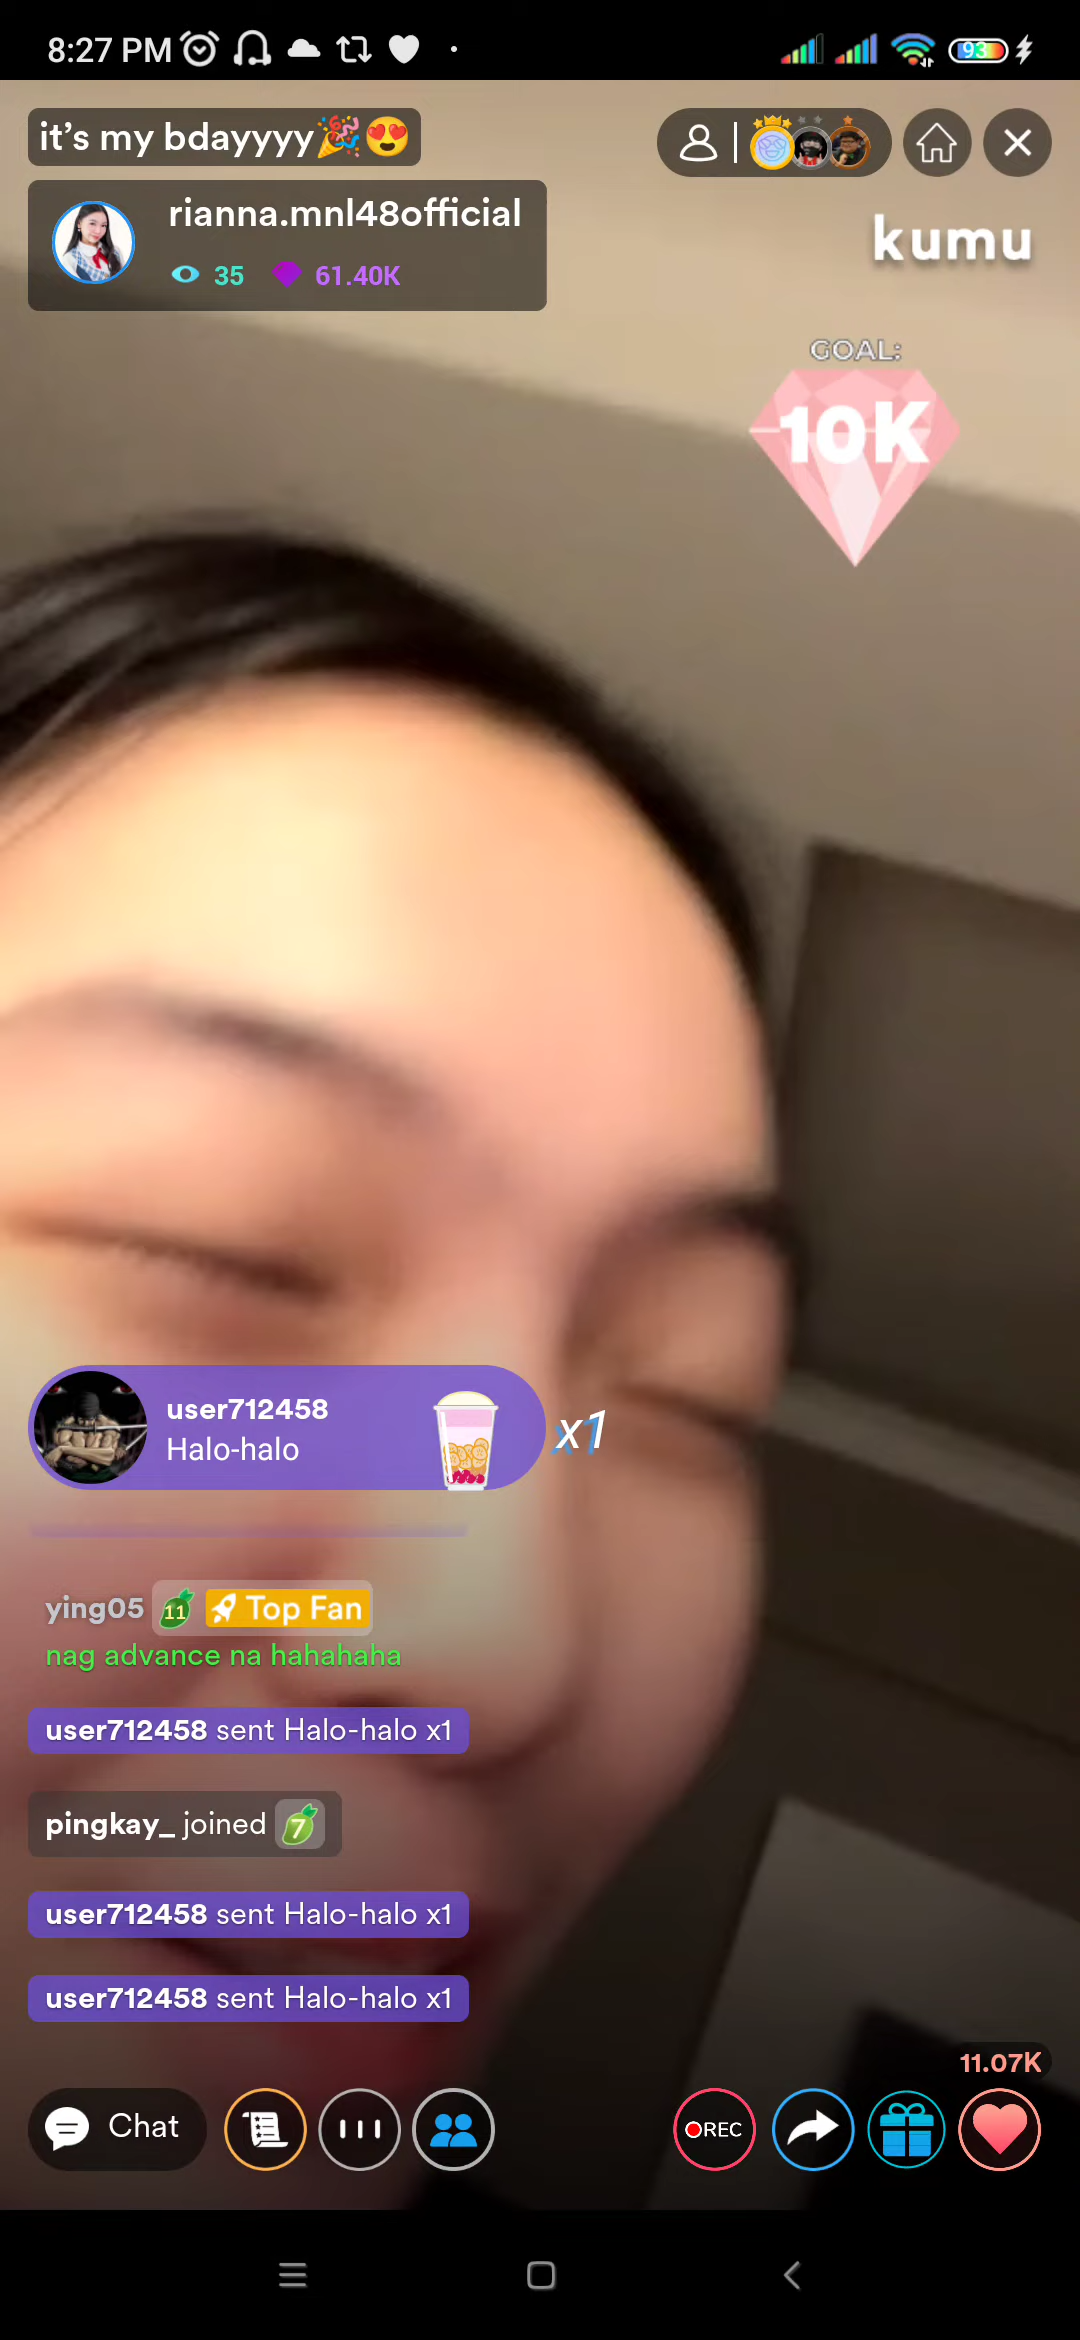 8:27 PM
93
it's my bdayyyy🎉😍
rianna.mnl48official
35 61.40K
kumu
GOAL:
10K
user712458
Halo-halo
x1
ying05 11 Top Fan
nag advance na hahahaha
user712458 sent Halo-halo x1
pingkay_ joined 7
user712458 sent Halo-halo x1
user712458 sent Halo-halo x1
11.07K
Chat
REC